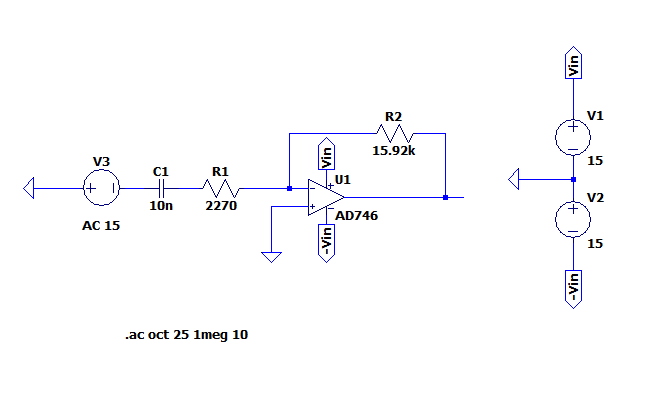 Vin
R2
V1
Vin
15.92k
V3
C1
R1
U1
15
10n
2270
V2
AC 15
AD746
-Vin
15
-Vin
.ac oct 25 1meg 10